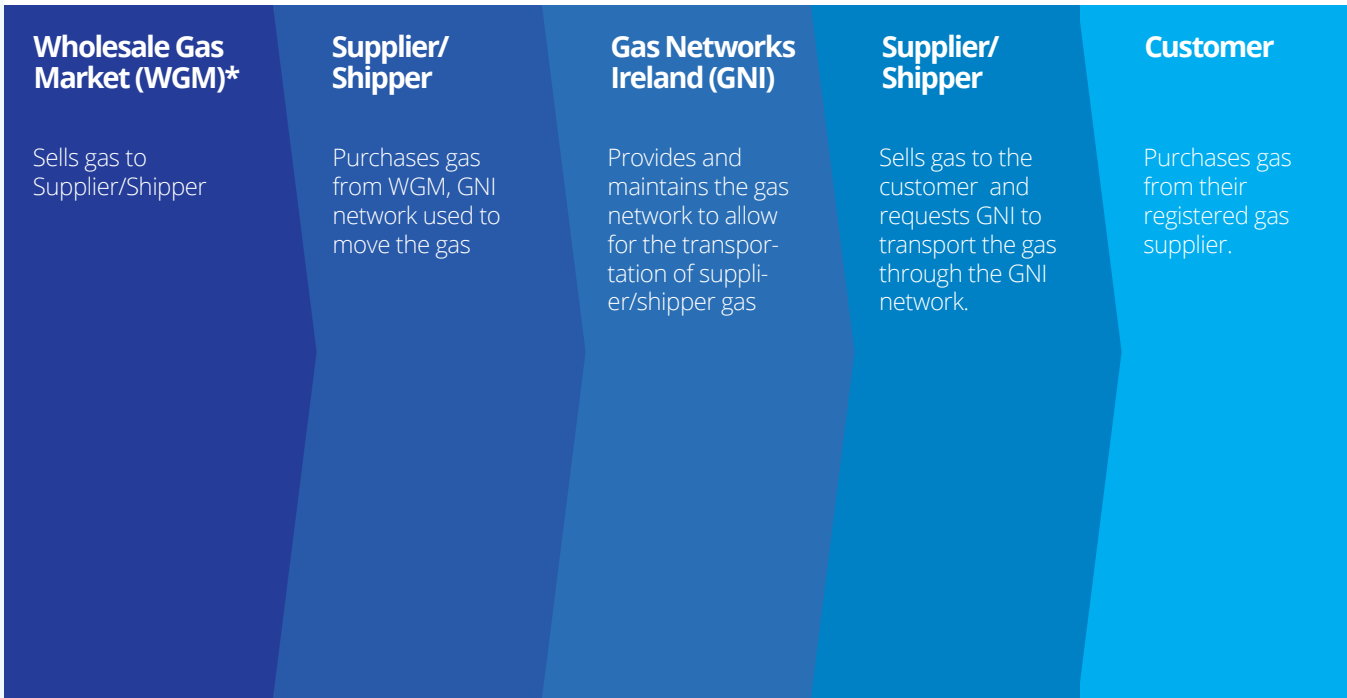 Wholesale Gas
Market (WGM)*
Sells gas to
Supplier/Shipper
Supplier/
Shipper
Purchases gas
from WGM, GNI
network used to
move the gas
Gas Networks
Ireland (GNI)
Provides and
maintains the gas
network to allow
for the transpor-
tation of suppli-
er/shipper gas
Supplier/
Shipper
Sells gas to the
customer  and
requests GNI to
transport the gas
through the GNI
network.
Customer
Purchases gas
from their
registered gas
supplier.